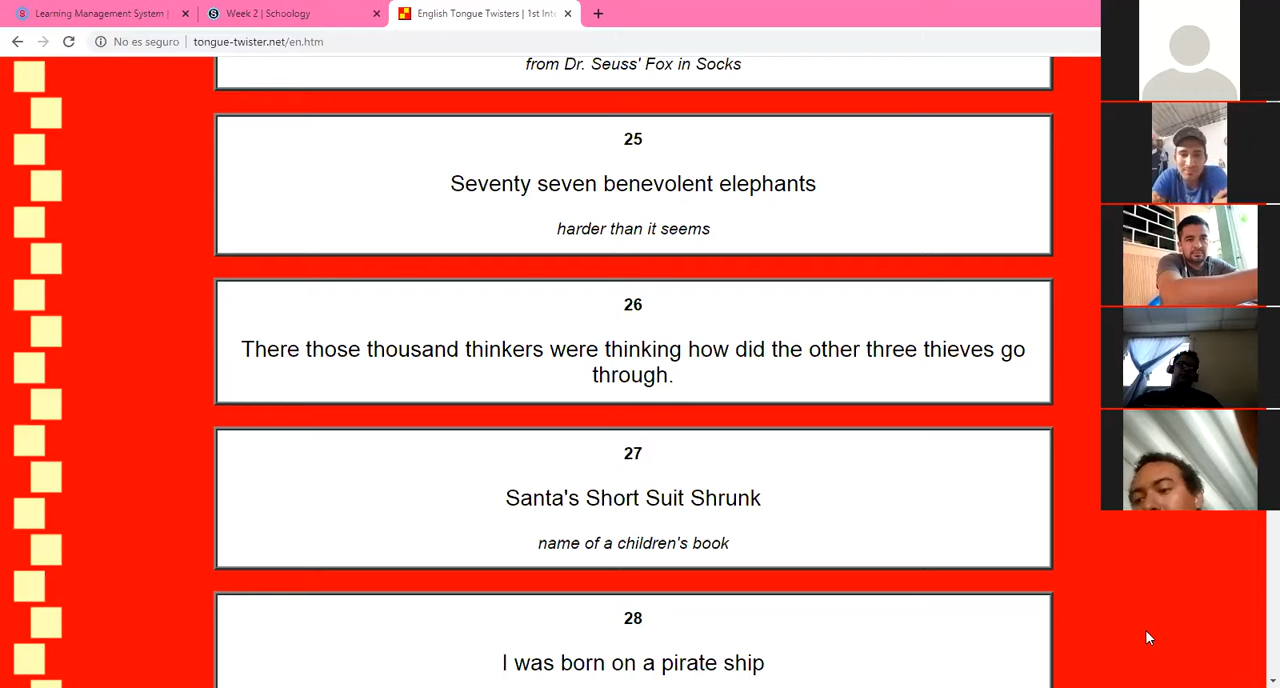 Learning Management System |
Week 2 | Schoology
English Tongue Twisters | 1st Inte
No es seguro | tongue-twister.net/en.htm
from Dr. Seuss' Fox in Socks
25
Seventy seven benevolent elephants
harder than it seems
26
There those thousand thinkers were thinking how did the other three thieves go
through.
27
Santa's Short Suit Shrunk
name of a children's book
28
I was born on a pirate ship